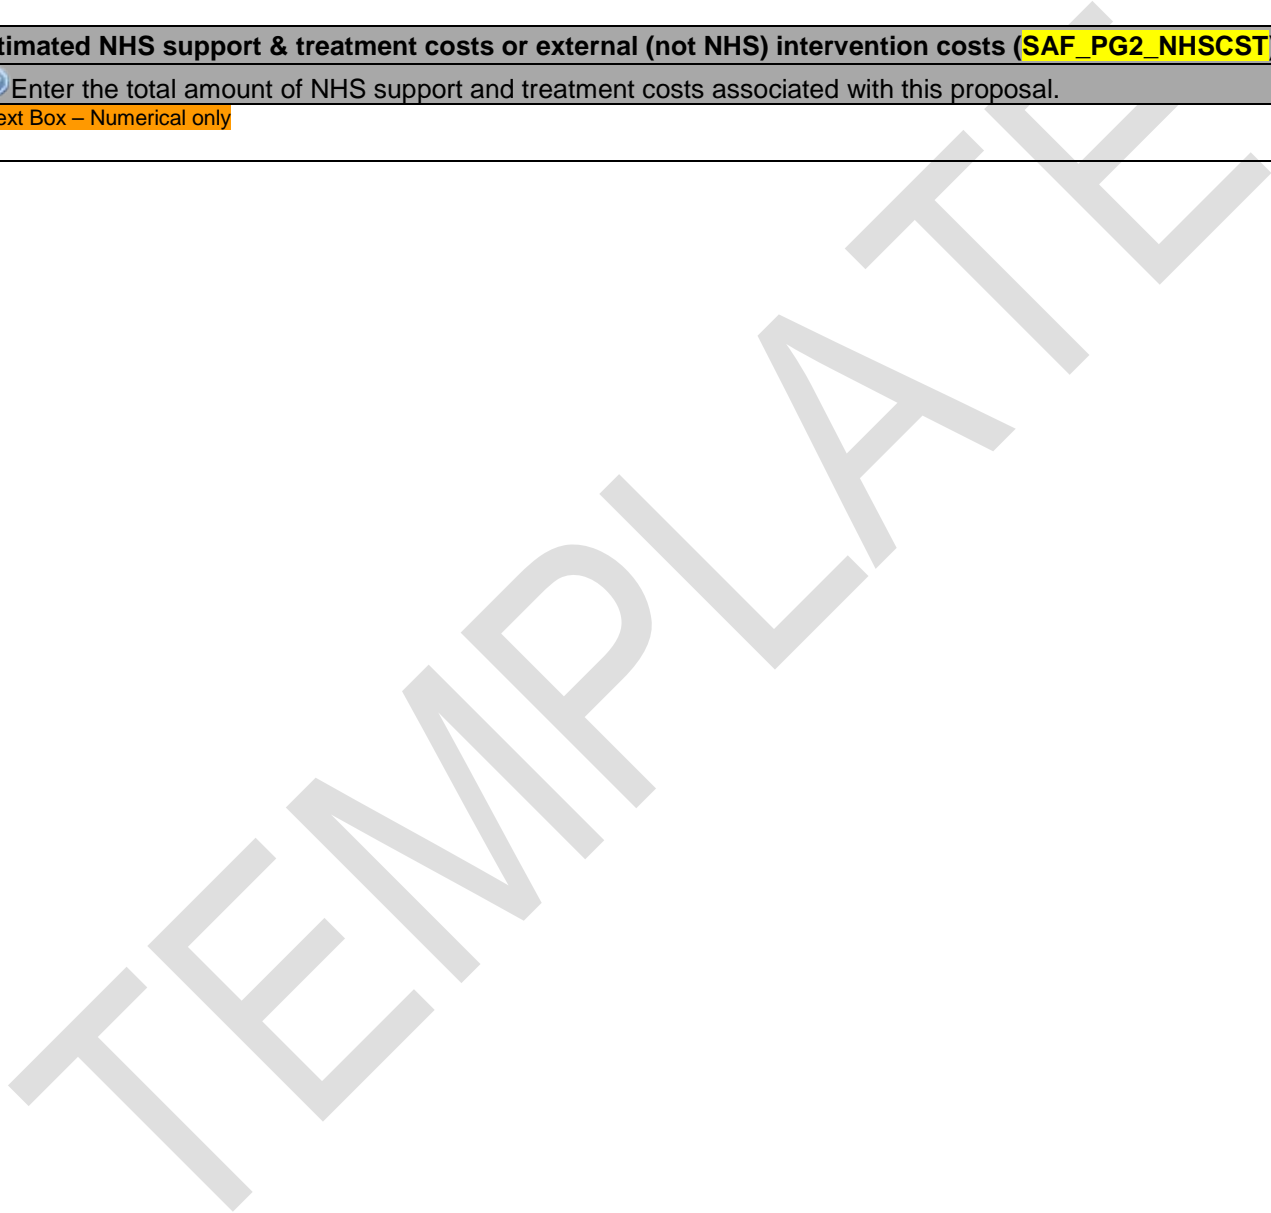 timated NHS support & treatment costs or external (not NHS) intervention costs (SAF_PG2_NHSCST)
Enter the total amount of NHS support and treatment costs associated with this proposal.
ext Box – Numerical only
TEMPLATE